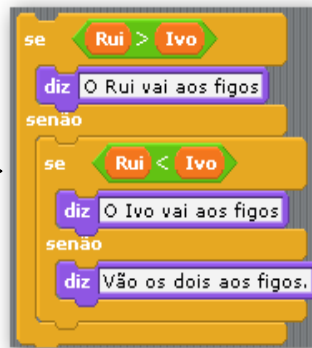 se Rui > Ivo
diz O Rui vai aos figos
senão
se Rui < Ivo
diz O Ivo vai aos figos
senão
diz Vão os dois aos figos.